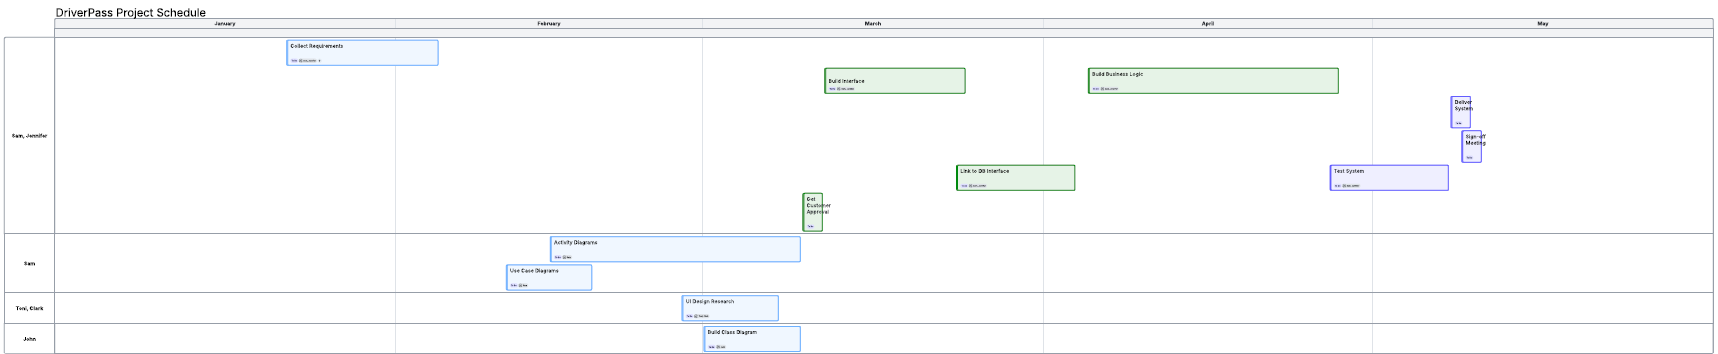 DriverPass Project Schedule
January
February
March
April
May
Sam, Jennifer
Collect Requirements
Build Interface
Build Business Logic
Deliver
System
Sign-off
Meeting
Link to DB Interface
Test System
Get
Customer
Approval
Sam
Activity Diagrams
Use Case Diagrams
Toni, Clark
UI Design Research
John
Build Class Diagram